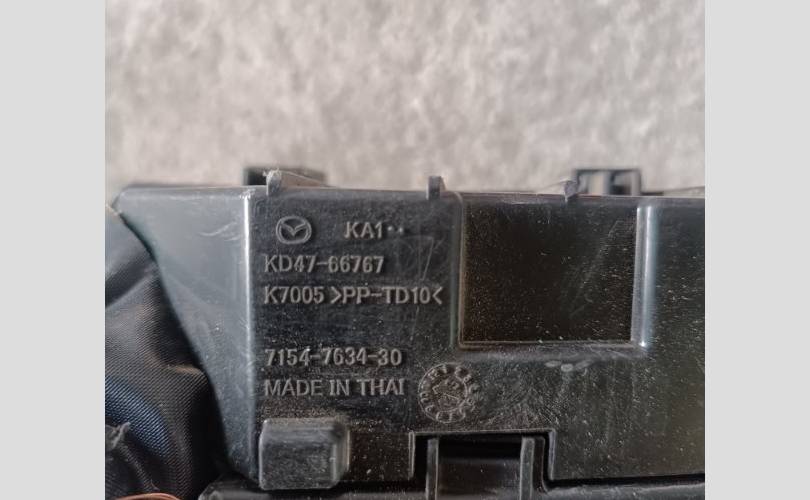 KA1··
KD47-66767
K7005 >PP-TD10<
7154-7634-30
MADE IN THAI